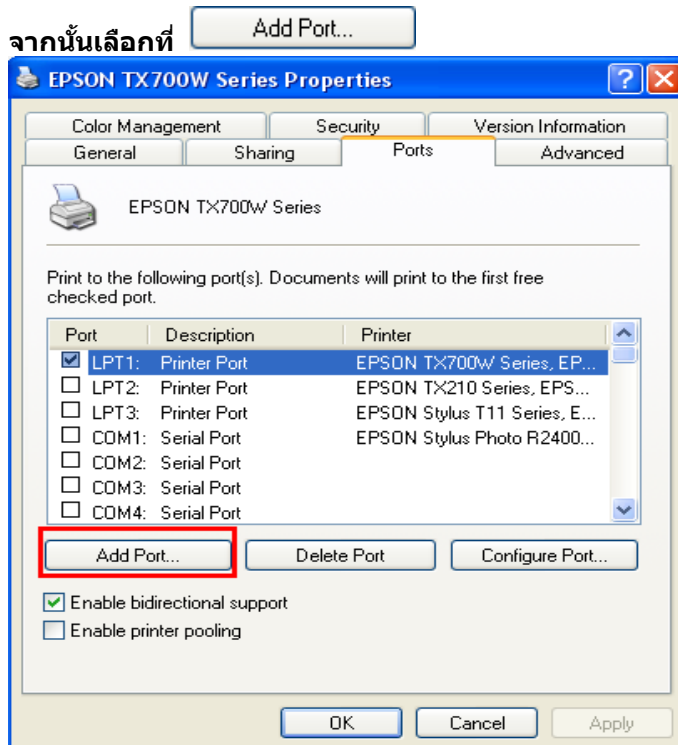 จากนั้นเลือกที่ Add Port...
EPSON TX700W Series Properties
Color Management Security Version Information
General Sharing Ports Advanced
EPSON TX700W Series
Print to the following port(s). Documents will print to the first free
checked port.
Port Description Printer
LPT1: Printer Port EPSON TX700W Series, EP...
LPT2: Printer Port EPSON TX210 Series, EPS...
LPT3: Printer Port EPSON Stylus T11 Series, E...
COM1: Serial Port EPSON Stylus Photo R2400...
COM2: Serial Port
COM3: Serial Port
COM4: Serial Port
Add Port... Delete Port Configure Port...
Enable bidirectional support
Enable printer pooling
OK Cancel Apply